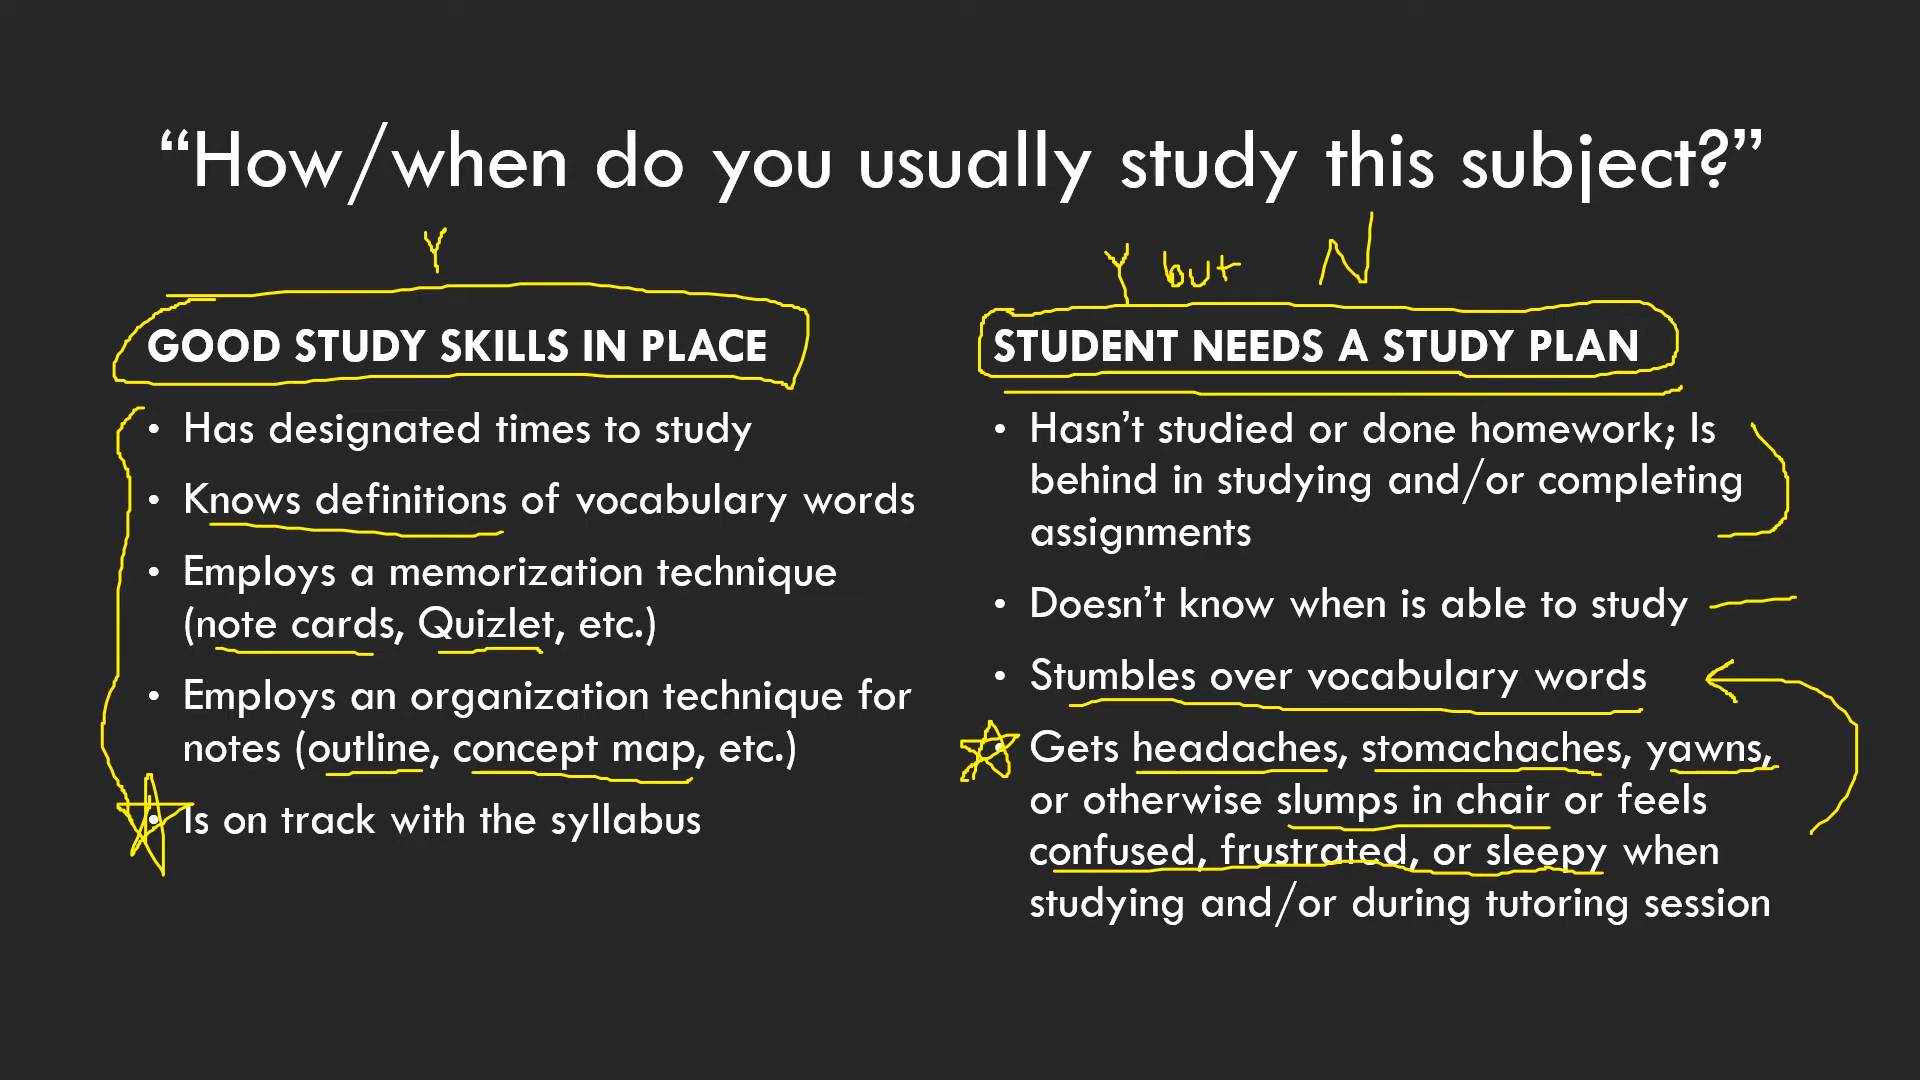 “How/when do you usually study this subject?”
Y
Y but N
GOOD STUDY SKILLS IN PLACE
• Has designated times to study
• Knows definitions of vocabulary words
• Employs a memorization technique
(note cards, Quizlet, etc.)
• Employs an organization technique for
notes (outline, concept map, etc.)
• Is on track with the syllabus
STUDENT NEEDS A STUDY PLAN
• Hasn’t studied or done homework; Is
behind in studying and/or completing
assignments
• Doesn’t know when is able to study
• Stumbles over vocabulary words
• Gets headaches, stomachaches, yawns,
or otherwise slumps in chair or feels
confused, frustrated, or sleepy when
studying and/or during tutoring session